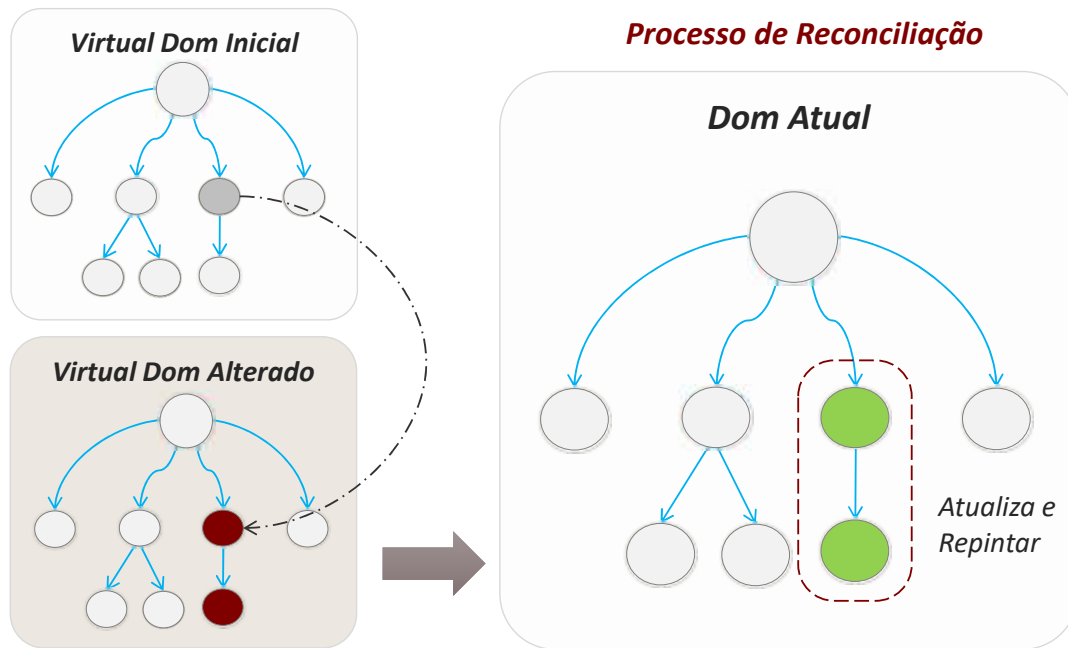 Virtual Dom Inicial
Virtual Dom Alterado
Processo de Reconciliação
Dom Atual
Atualiza e
Repintar